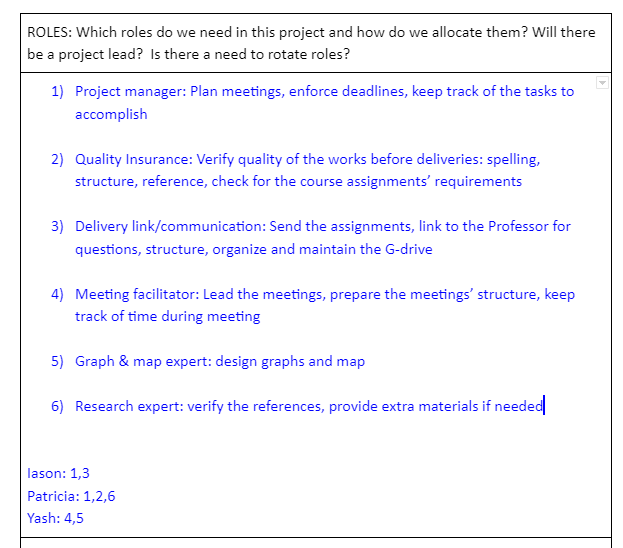 ROLES: Which roles do we need in this project and how do we allocate them? Will there
be a project lead?  Is there a need to rotate roles?
1) Project manager: Plan meetings, enforce deadlines, keep track of the tasks to
accomplish
2) Quality Insurance: Verify quality of the works before deliveries: spelling,
structure, reference, check for the course assignments’ requirements
3) Delivery link/communication: Send the assignments, link to the Professor for
questions, structure, organize and maintain the G-drive
4) Meeting facilitator: Lead the meetings, prepare the meetings’ structure, keep
track of time during meeting
5) Graph & map expert: design graphs and map
6) Research expert: verify the references, provide extra materials if needed
Iason: 1,3
Patricia: 1,2,6
Yash: 4,5